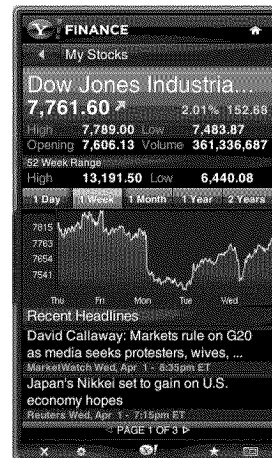 Y! FINANCE
My Stocks
Dow Jones Industria...
7,761.60 2.01% 152.68
High 7,789.00 Low 7,483.87
Opening 7,606.13 Volume 361,336,687
52 Week Range
High 13,191.50 Low 6,440.08
1 Day 1 Week 1 Month 1 Year 2 Years
7815
7763
7654
7541
Thu Fri Mon Tue Wed
Recent Headlines
David Callaway: Markets rule on G20
as media seeks protesters, wives, ...
MarketWatch Wed, Apr 1 - 8:35pm ET
Japan's Nikkei set to gain on U.S.
economy hopes
Reuters Wed, Apr 1 - 7:15pm ET
PAGE 1 OF 3
Y!